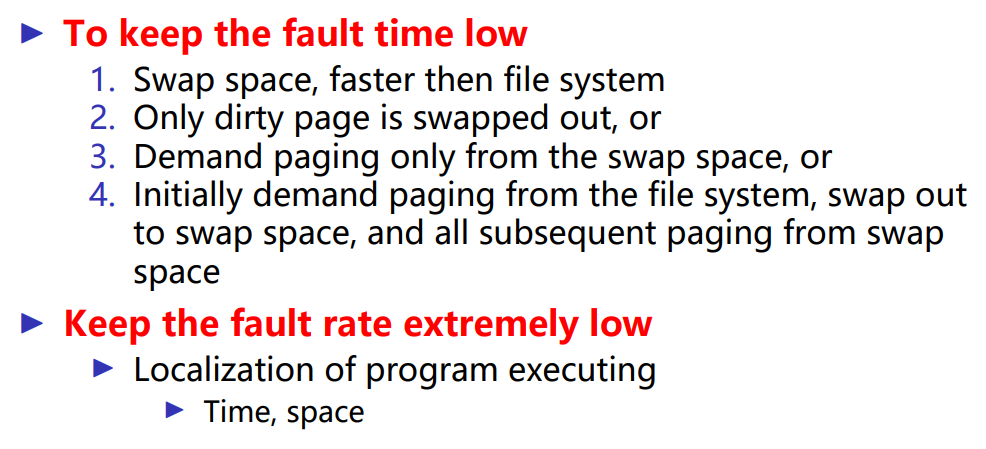 To keep the fault time low
1. Swap space, faster then file system
2. Only dirty page is swapped out, or
3. Demand paging only from the swap space, or
4. Initially demand paging from the file system, swap out
to swap space, and all subsequent paging from swap
space
Keep the fault rate extremely low
Localization of program executing
Time, space